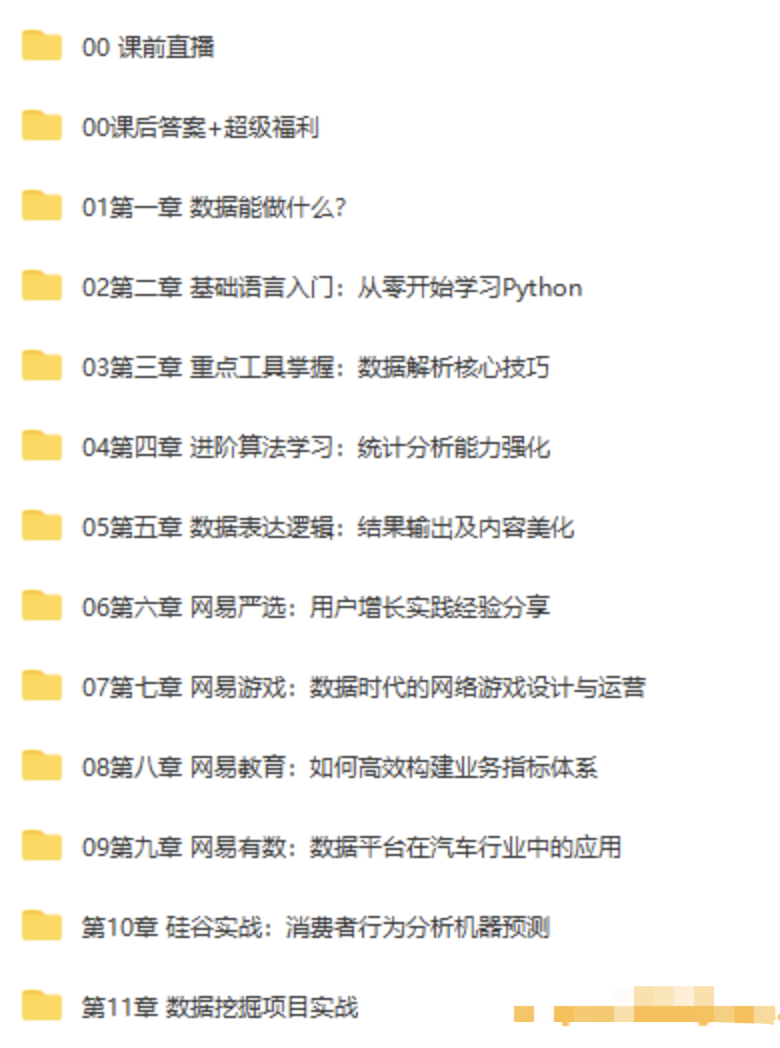 00 课前直播
00课后答案+超级福利
01第一章 数据能做什么?
02第二章 基础语言入门：从零开始学习Python
03第三章 重点工具掌握：数据解析核心技巧
04第四章 进阶算法学习：统计分析能力强化
05第五章 数据表达逻辑：结果输出及内容美化
06第六章 网易严选：用户增长实践经验分享
07第七章 网易游戏：数据时代的网络游戏设计与运营
08第八章 网易教育：如何高效构建业务指标体系
09第九章 网易有数：数据平台在汽车行业中的应用
第10章 硅谷实战：消费者行为分析机器预测
第11章 数据挖掘项目实战